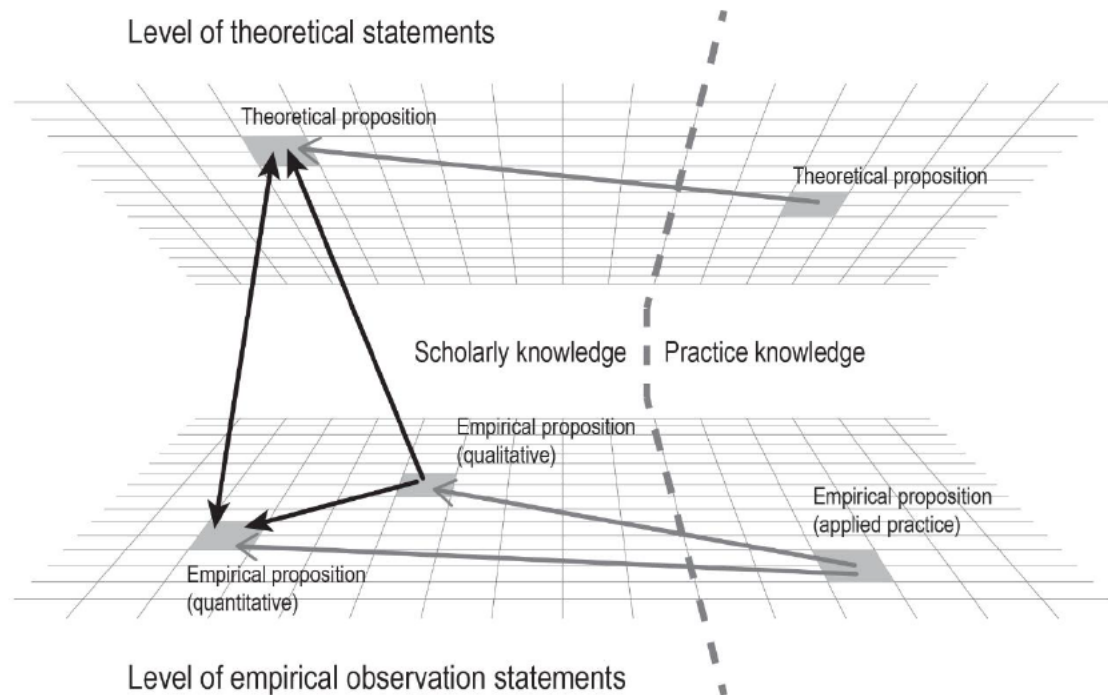 Level of theoretical statements
Theoretical proposition
Theoretical proposition
Scholarly knowledge
Practice knowledge
Empirical proposition
(qualitative)
Empirical proposition
(applied practice)
Empirical proposition
(quantitative)
Level of empirical observation statements